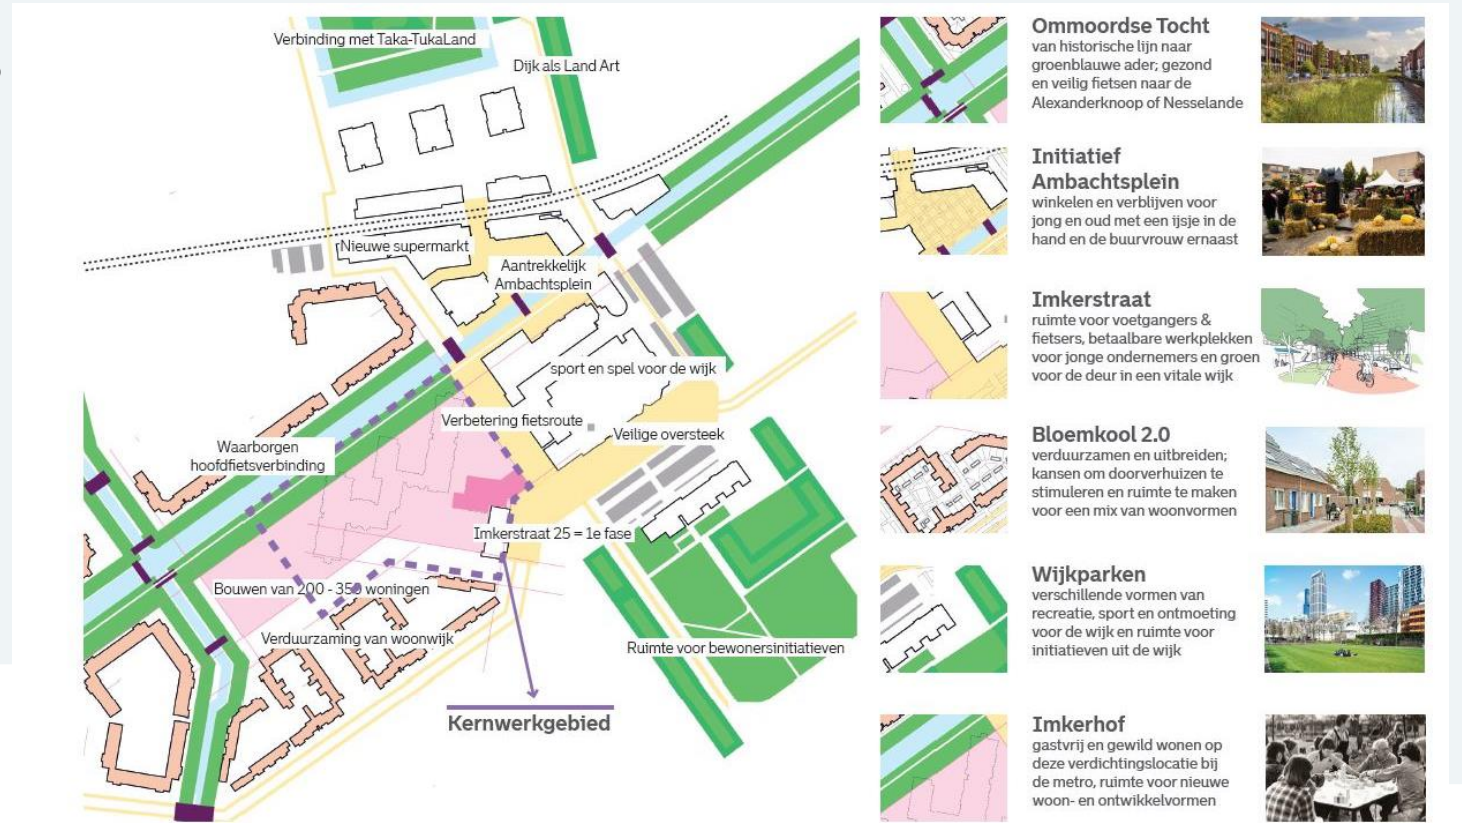 Verbinding met Taka-TukaLand
Dijk als Land Art
Nieuwe supermarkt
Aantrekkelijk
Ambachtsplein
sport en spel voor de wijk
Verbetering fietsroute
Veilige oversteek
Waarborgen
hoofdfietsverbinding
Imkerstraat 25 = 1e fase
Bouwen van 200 - 350 woningen
Verduurzaming van woonwijk
Ruimte voor bewonersinitiatieven
Kernwerkgebied
Ommoordse Tocht
van historische lijn naar
groenblauwe ader; gezond
en veilig fietsen naar de
Alexanderknoop of Nesselande
Initiatief
Ambachtsplein
winkelen en verblijven voor
jong en oud met een ijsje in de
hand en de buurvrouw ernaast
Imkerstraat
ruimte voor voetgangers &
fietsers, betaalbare werkplekken
voor jonge ondernemers en groen
voor de deur in een vitale wijk
Bloemkool 2.0
verduurzamen en uitbreiden;
kansen om doorverhuizen te
stimuleren en ruimte te maken
voor een mix van woonvormen
Wijkparken
verschillende vormen van
recreatie, sport en ontmoeting
voor de wijk en ruimte voor
initiatieven uit de wijk
Imkerhof
gastvrij en gewild wonen op
deze verdichtingslocatie bij
de metro, ruimte voor nieuwe
woon- en ontwikkelvormen